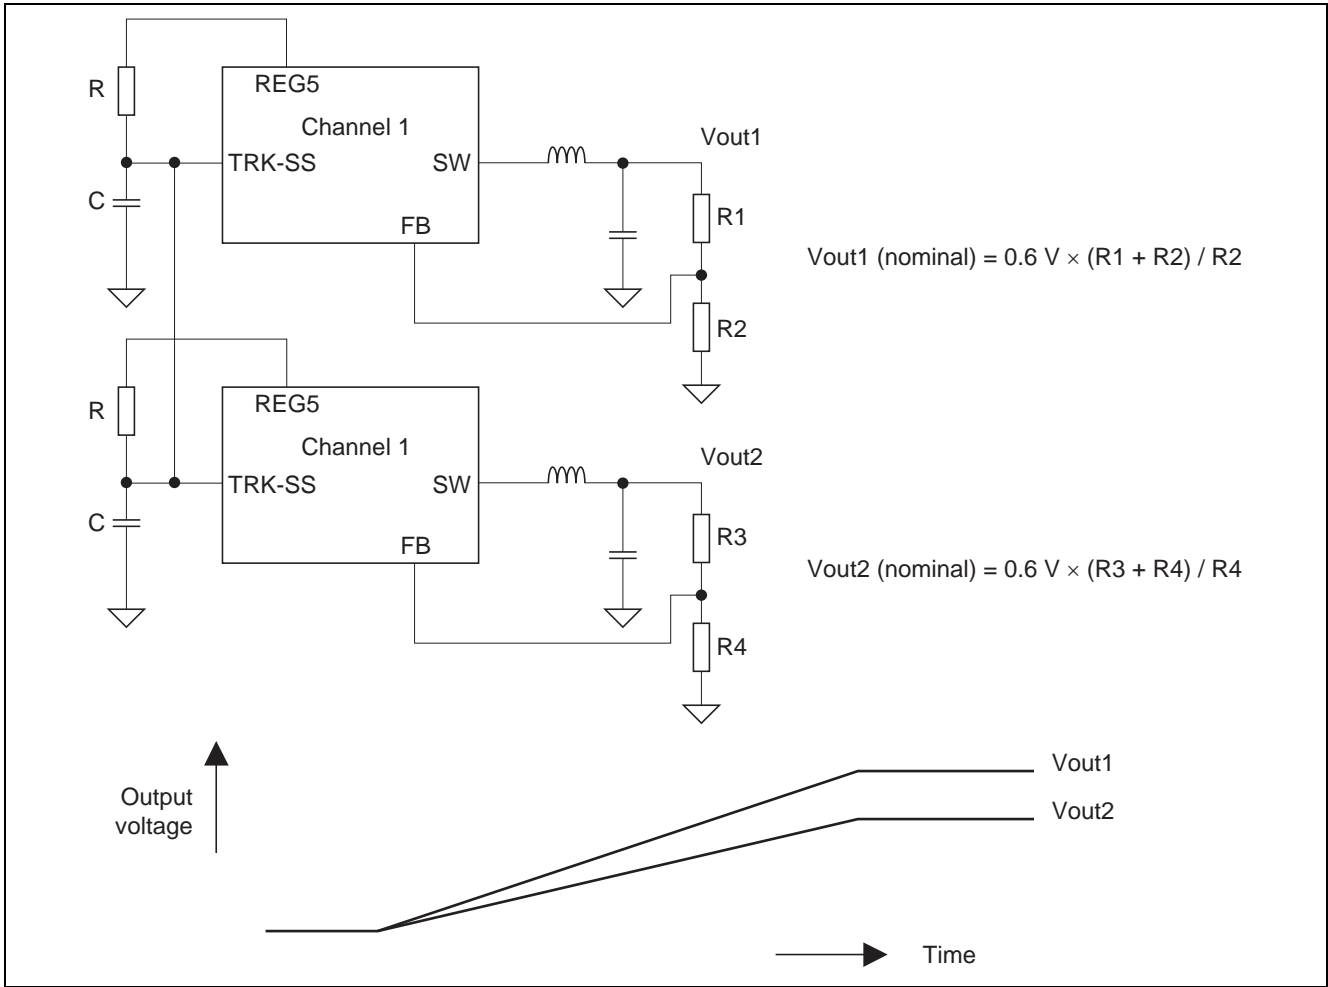 R
REG5
Channel 1
TRK-SS
SW
Vout1
C
FB
R1
Vout1 (nominal) = 0.6 V × (R1 + R2) / R2
R2
R
REG5
Channel 1
TRK-SS
SW
Vout2
C
FB
R3
Vout2 (nominal) = 0.6 V × (R3 + R4) / R4
R4
Output
voltage
Vout1
Vout2
Time